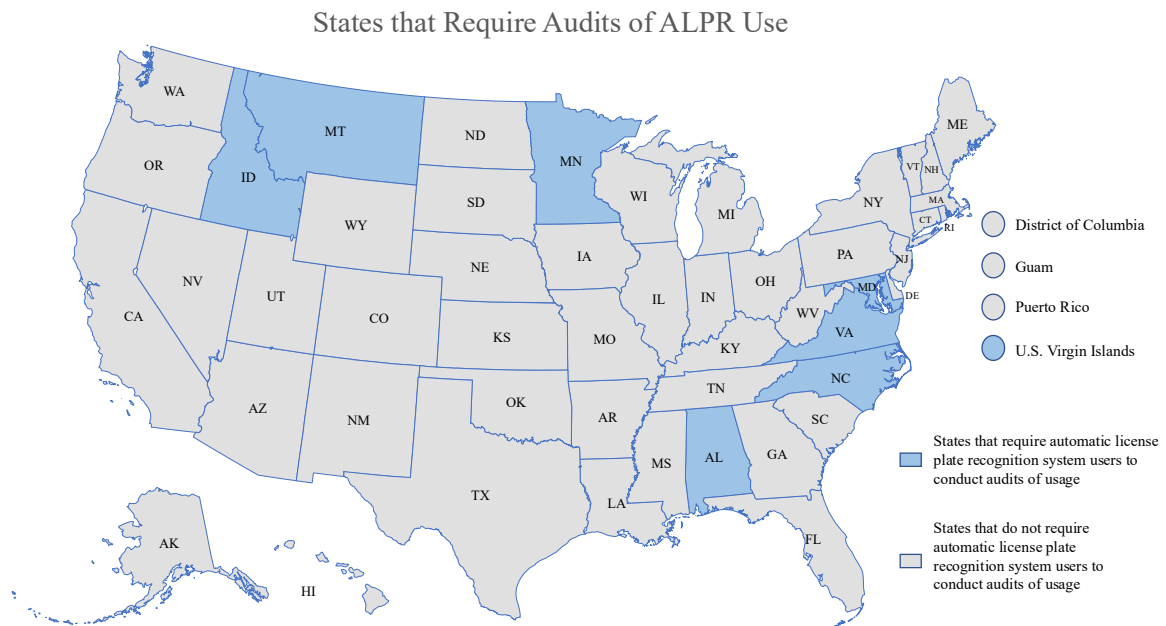 States that Require Audits of ALPR Use
WA
MT
ND
MN
ME
OR
ID
SD
WI
MI
VT
NH
NY
MA
CT
RI
WY
IA
NE
PA
NJ
NV
UT
CO
IL
IN
OH
MD
DE
CA
KS
MO
WV
VA
KY
AZ
NM
OK
AR
TN
NC
SC
MS
AL
GA
TX
LA
FL
AK
HI
District of Columbia
Guam
Puerto Rico
U.S. Virgin Islands
States that require automatic license
plate recognition system users to
conduct audits of usage
States that do not require
automatic license plate
recognition system users to
conduct audits of usage